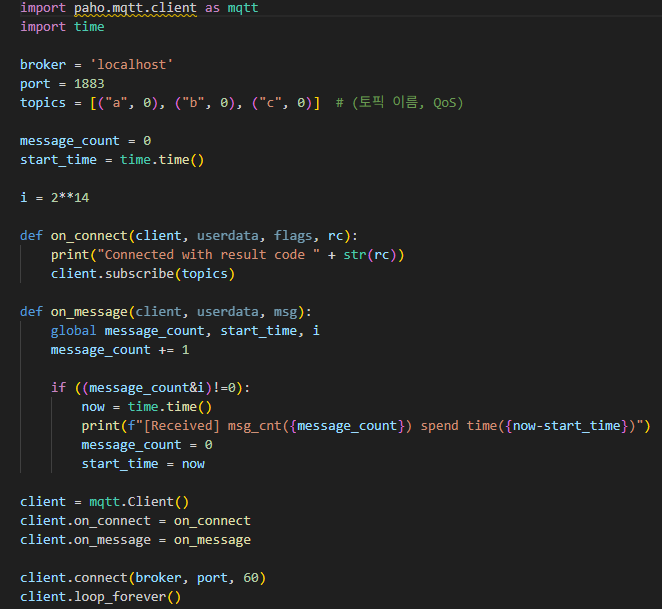 import paho.mqtt.client as mqtt
import time
broker = 'localhost'
port = 1883
topics = [("a", 0), ("b", 0), ("c", 0)]  # (토픽 이름, QoS)
message_count = 0
start_time = time.time()
i = 2**14
def on_connect(client, userdata, flags, rc):
    print("Connected with result code " + str(rc))
    client.subscribe(topics)
def on_message(client, userdata, msg):
    global message_count, start_time, i
    message_count += 1
    if ((message_count&i)!=0):
        now = time.time()
        print(f"[Received] msg_cnt({message_count}) spend time({now-start_time})")
        message_count = 0
        start_time = now
client = mqtt.Client()
client.on_connect = on_connect
client.on_message = on_message
client.connect(broker, port, 60)
client.loop_forever()